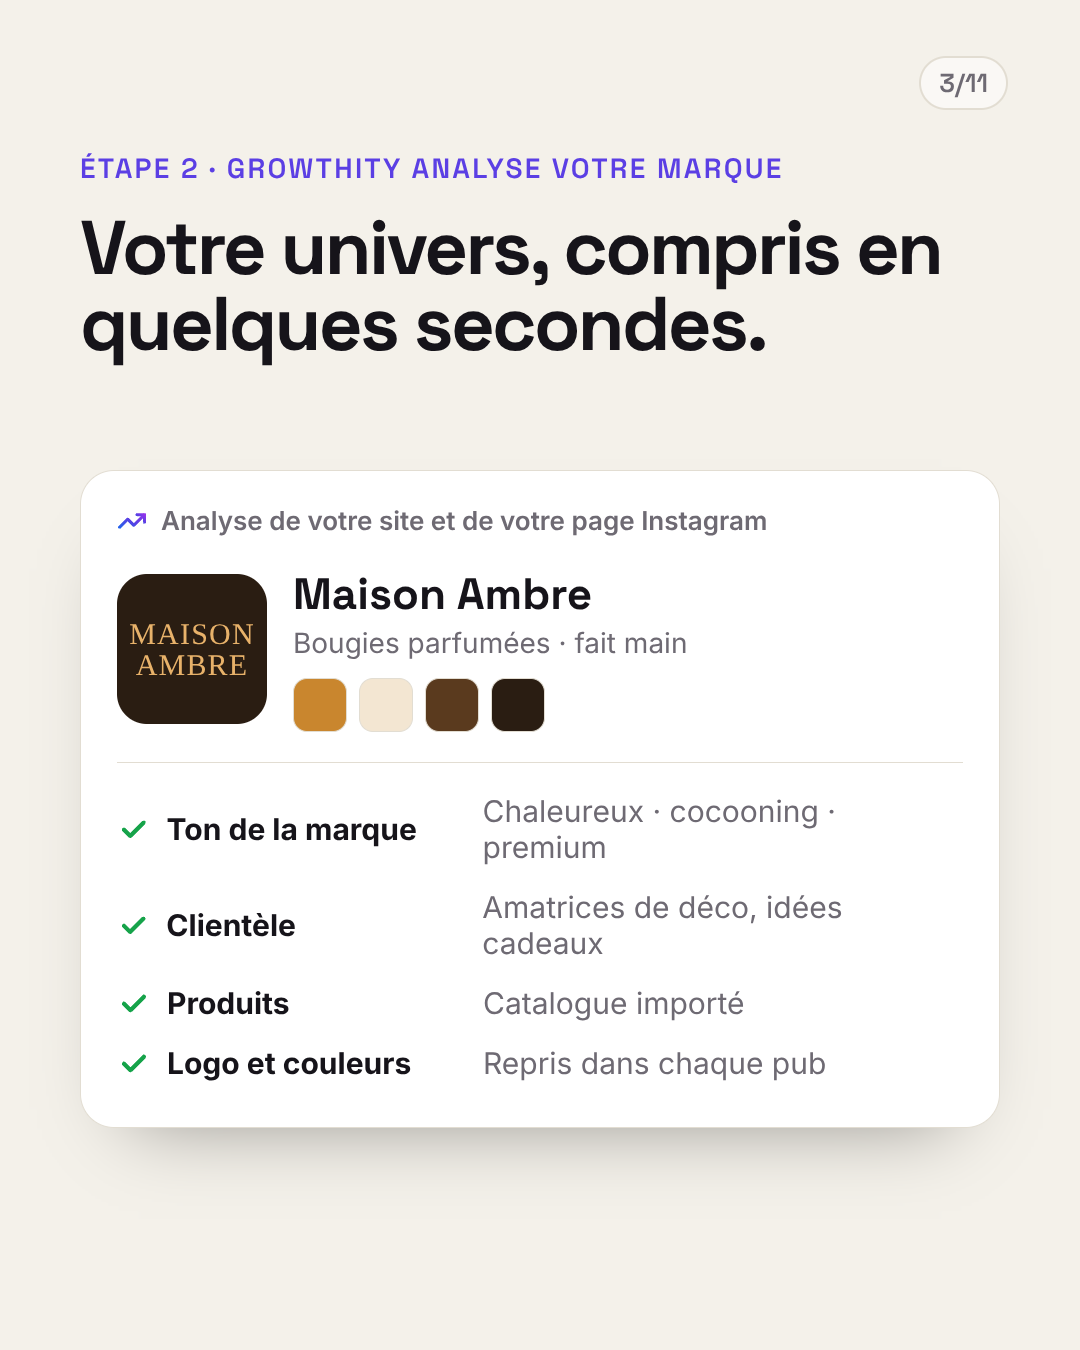 3/11
ÉTAPE 2 · GROWTHITY ANALYSE VOTRE MARQUE
Votre univers, compris en
quelques secondes.
Analyse de votre site et de votre page Instagram
MAISON
AMBRE
Maison Ambre
Bougies parfumées · fait main
Ton de la marque
Chaleureux · cocooning ·
premium
Clientèle
Amatrices de déco, idées
cadeaux
Produits
Catalogue importé
Logo et couleurs
Repris dans chaque pub